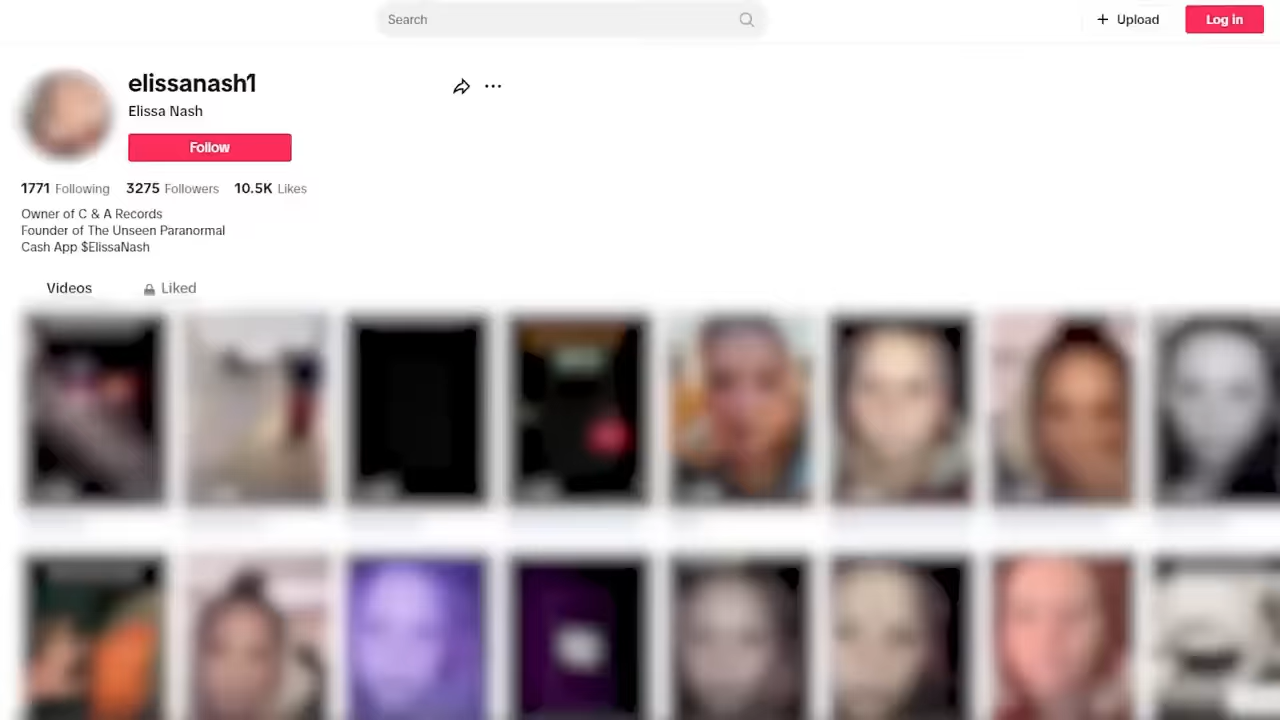 Search
+ Upload
Log in
elissanash1
Elissa Nash
Follow
1771 Following 3275 Followers 10.5K Likes
Owner of C & A Records
Founder of The Unseen Paranormal
Cash App $ElissaNash
Videos
Liked